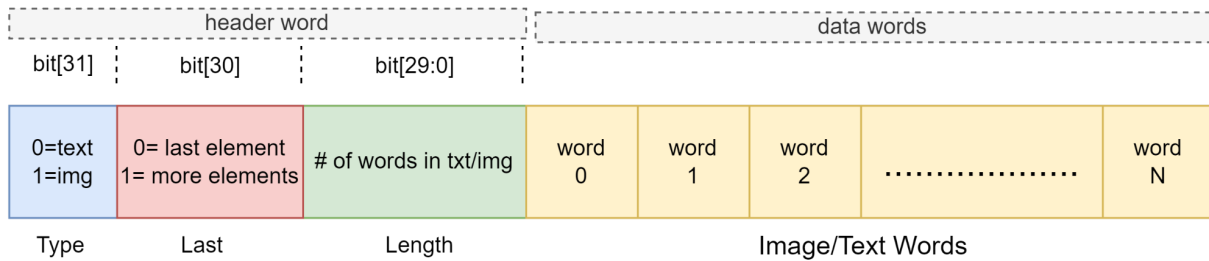 header word
data words
bit[31]
bit[30]
bit[29:0]
0=text
1=img
0= last element
1= more elements
# of words in txt/img
word
0
word
1
word
2
...................
word
N
Type
Last
Length
Image/Text Words